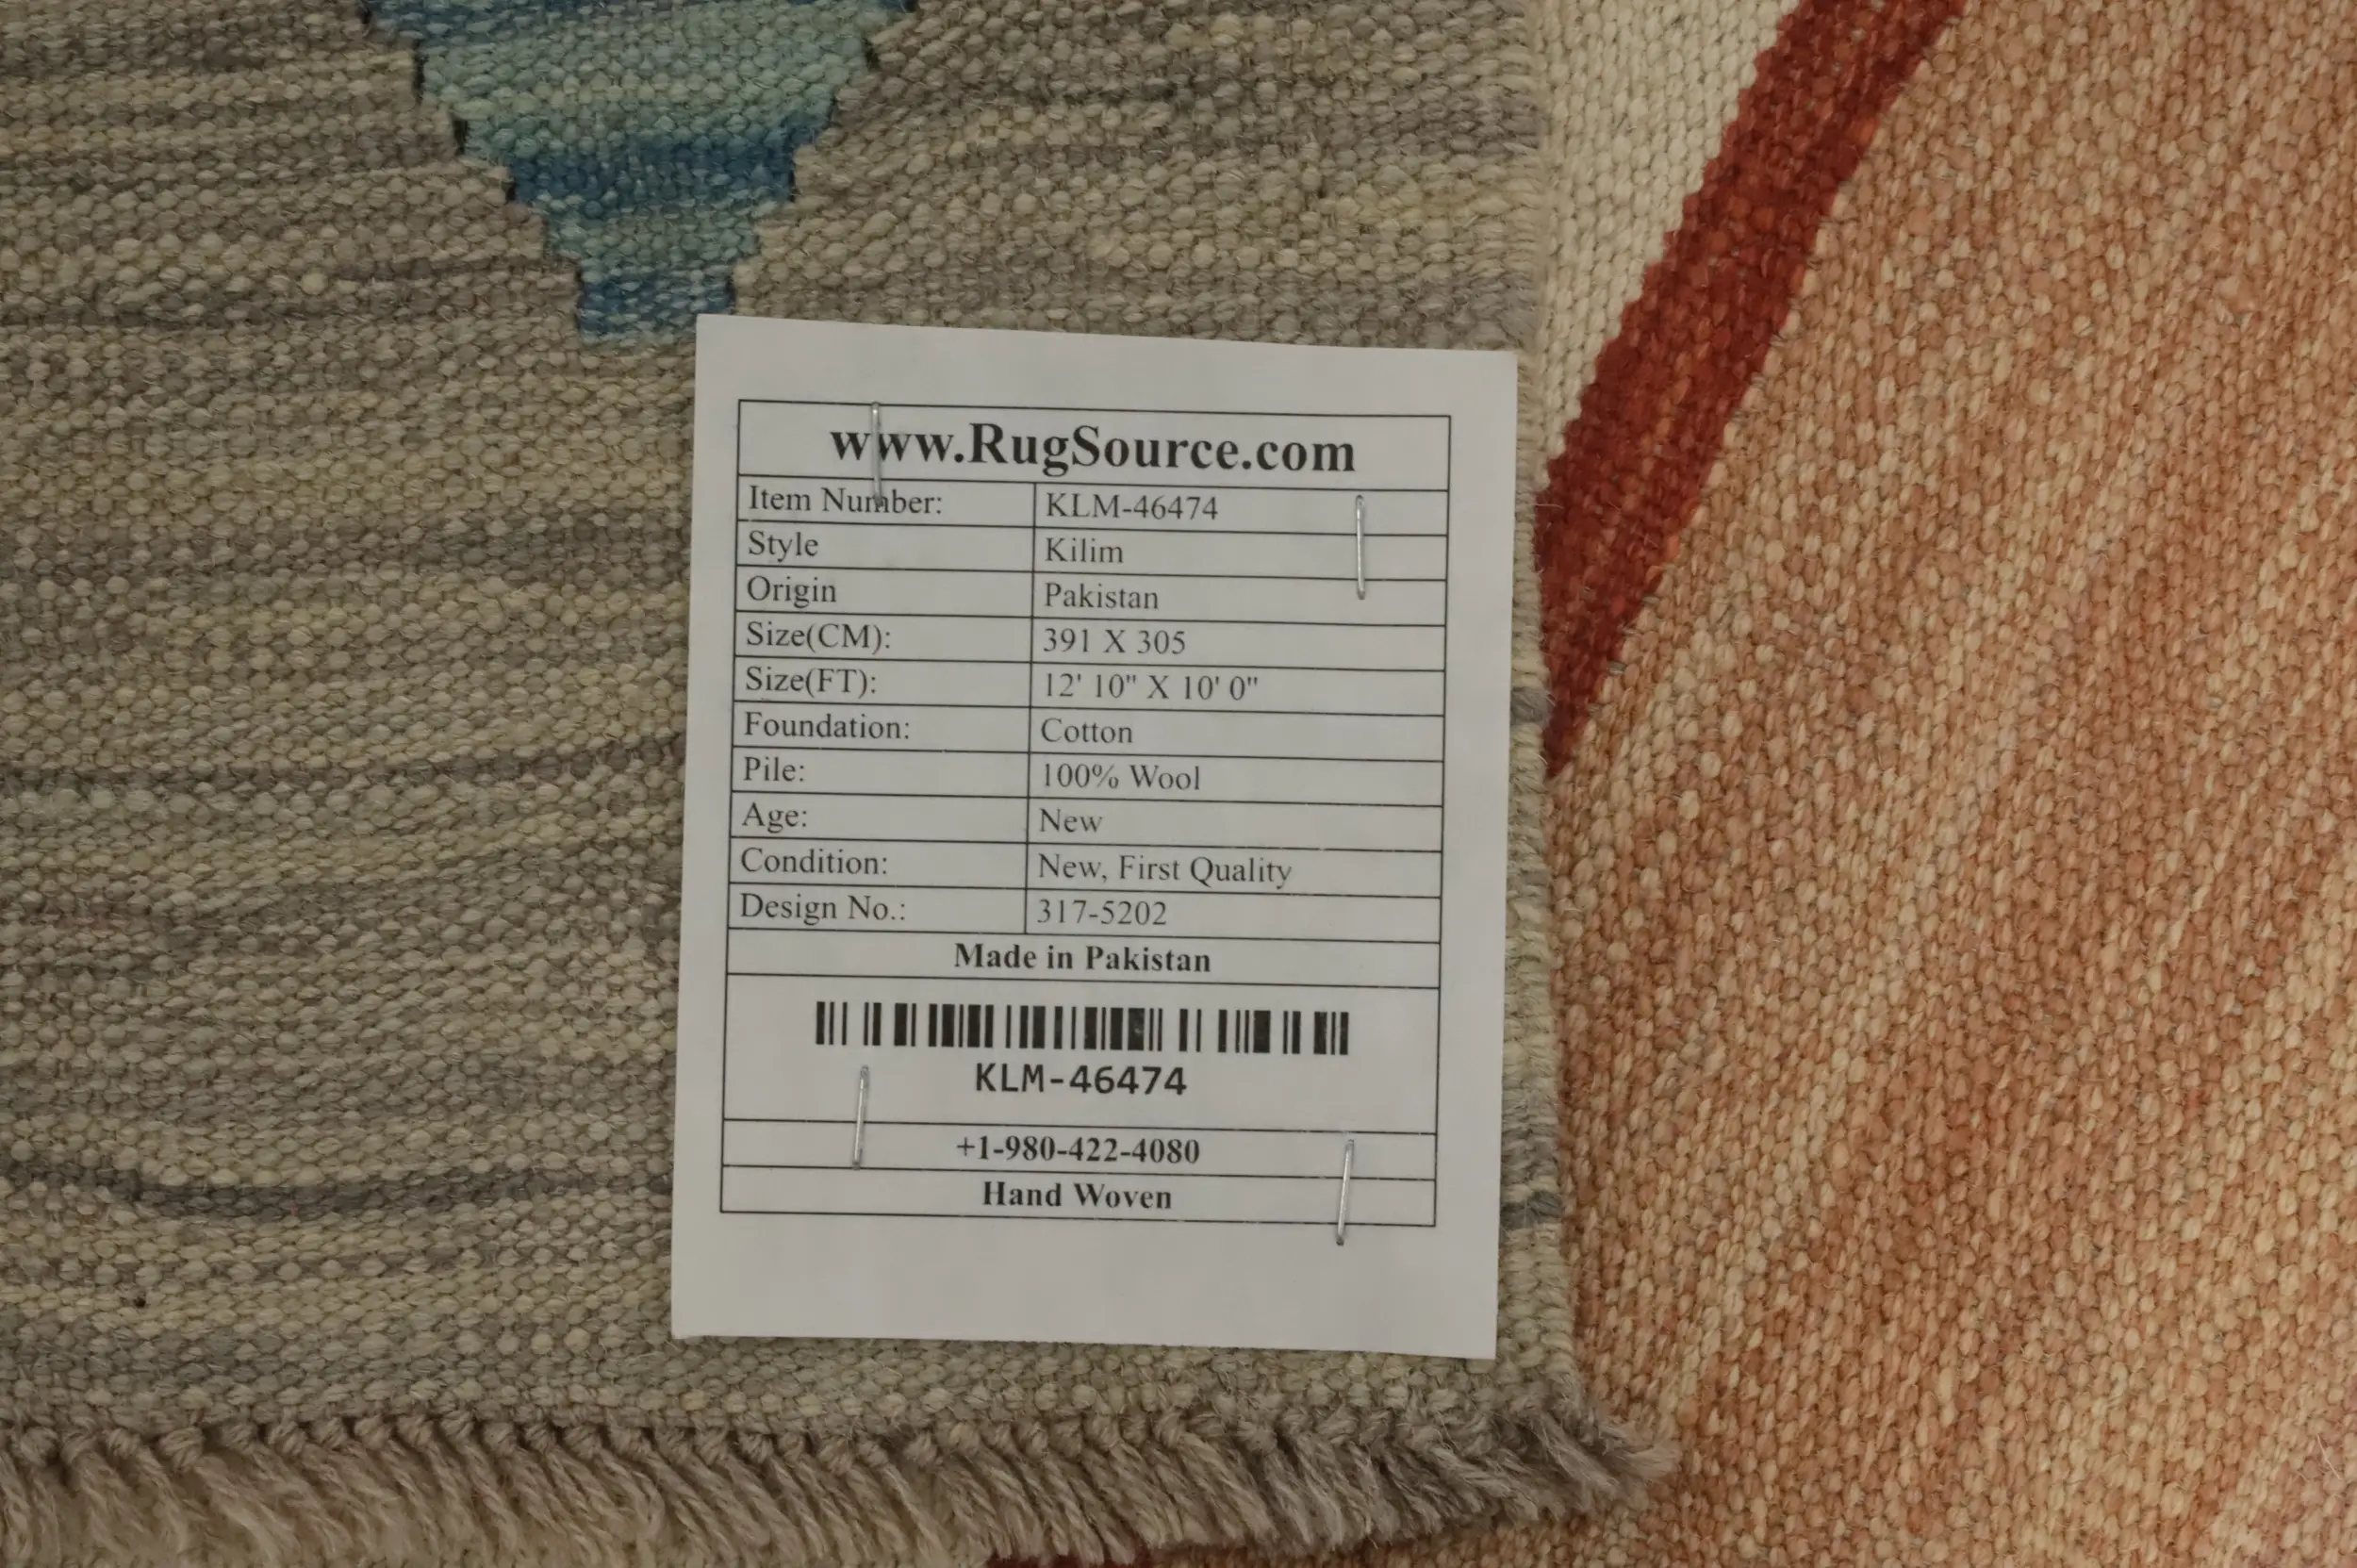 www.RugSource.com
Item Number: KLM-46474
Style Kilim
Origin Pakistan
Size(CM): 391 X 305
Size(FT): 12' 10" X 10' 0"
Foundation: Cotton
Pile: 100% Wool
Age: New
Condition: New, First Quality
Design No.: 317-5202
Made in Pakistan
KLM-46474
+1-980-422-4080
Hand Woven